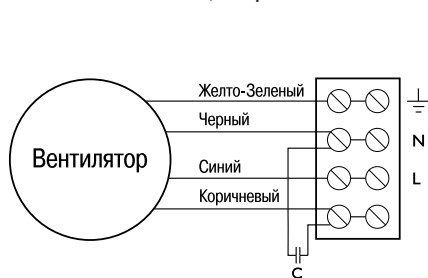 Желто-Зеленый
Черный
N
Вентилятор
Синий
L
Коричневый
C